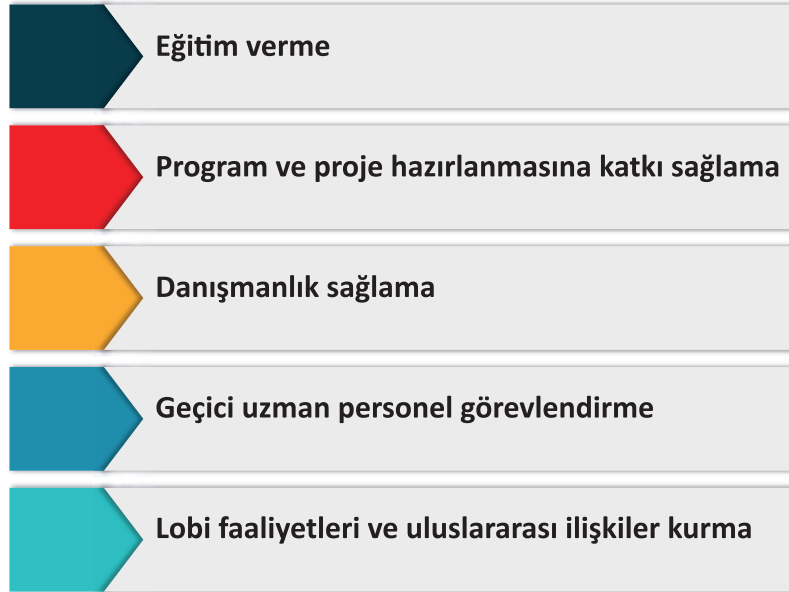 Eğitim verme
Program ve proje hazırlanmasına katkı sağlama
Danışmanlık sağlama
Geçici uzman personel görevlendirme
Lobi faaliyetleri ve uluslararası ilişkiler kurma